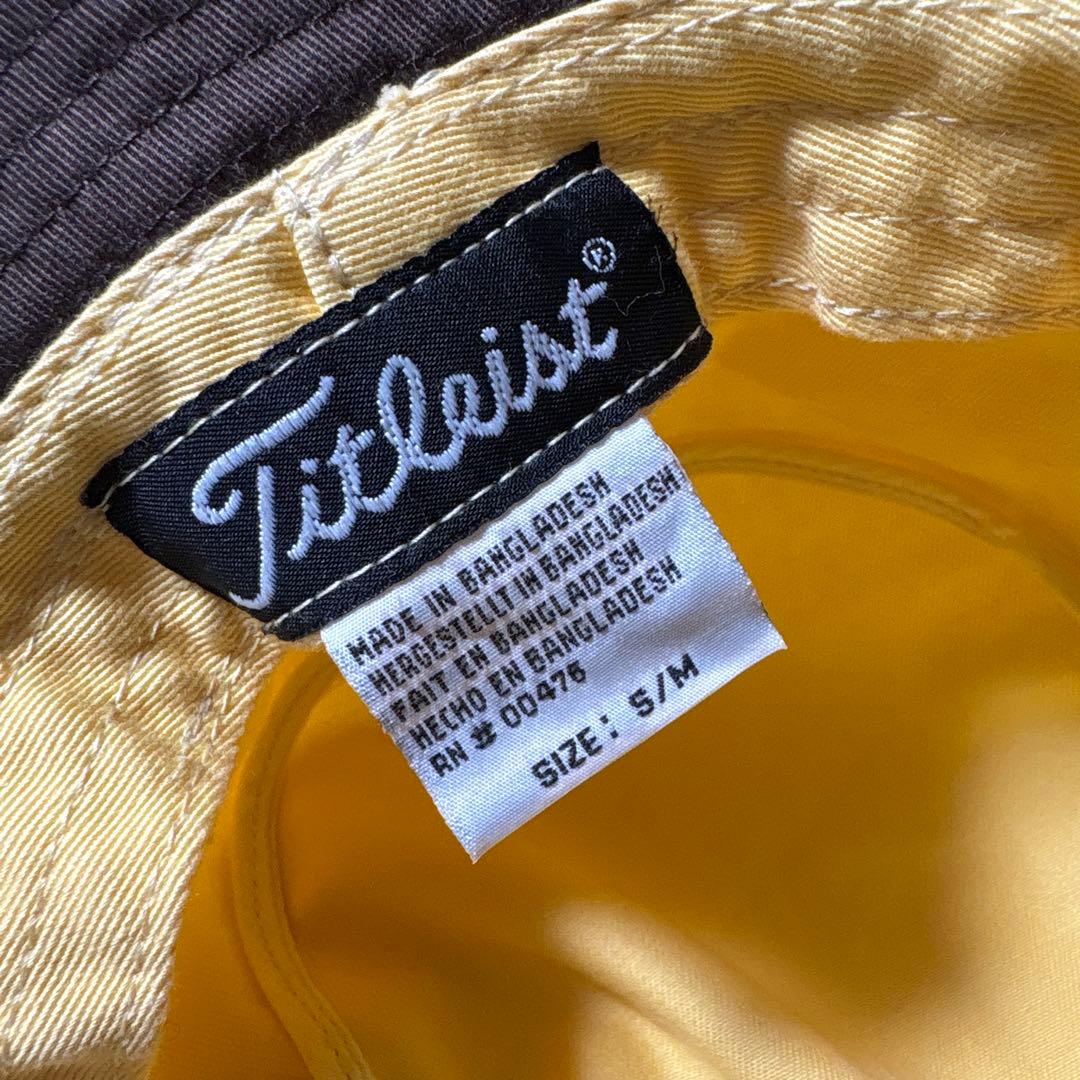 Titleist®
MADE IN BANGLADESH
HERGESTELLT IN BANGLADESH
FAIT EN BANGLADESH
HECHO EN BANGLADESH
RN # 00476
SIZE: S/M